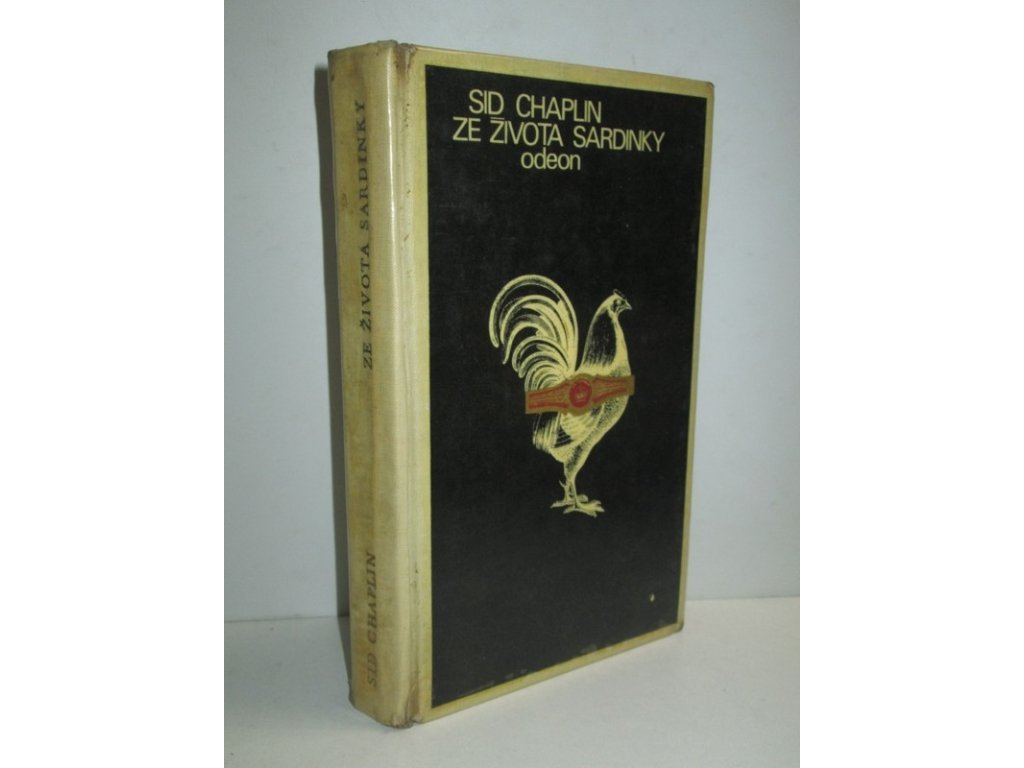 SID CHAPLIN
ZE ŽIVOTA SARDINKY
odeon
SID CHAPLIN
ZE ŽIVOTA SARDINKY